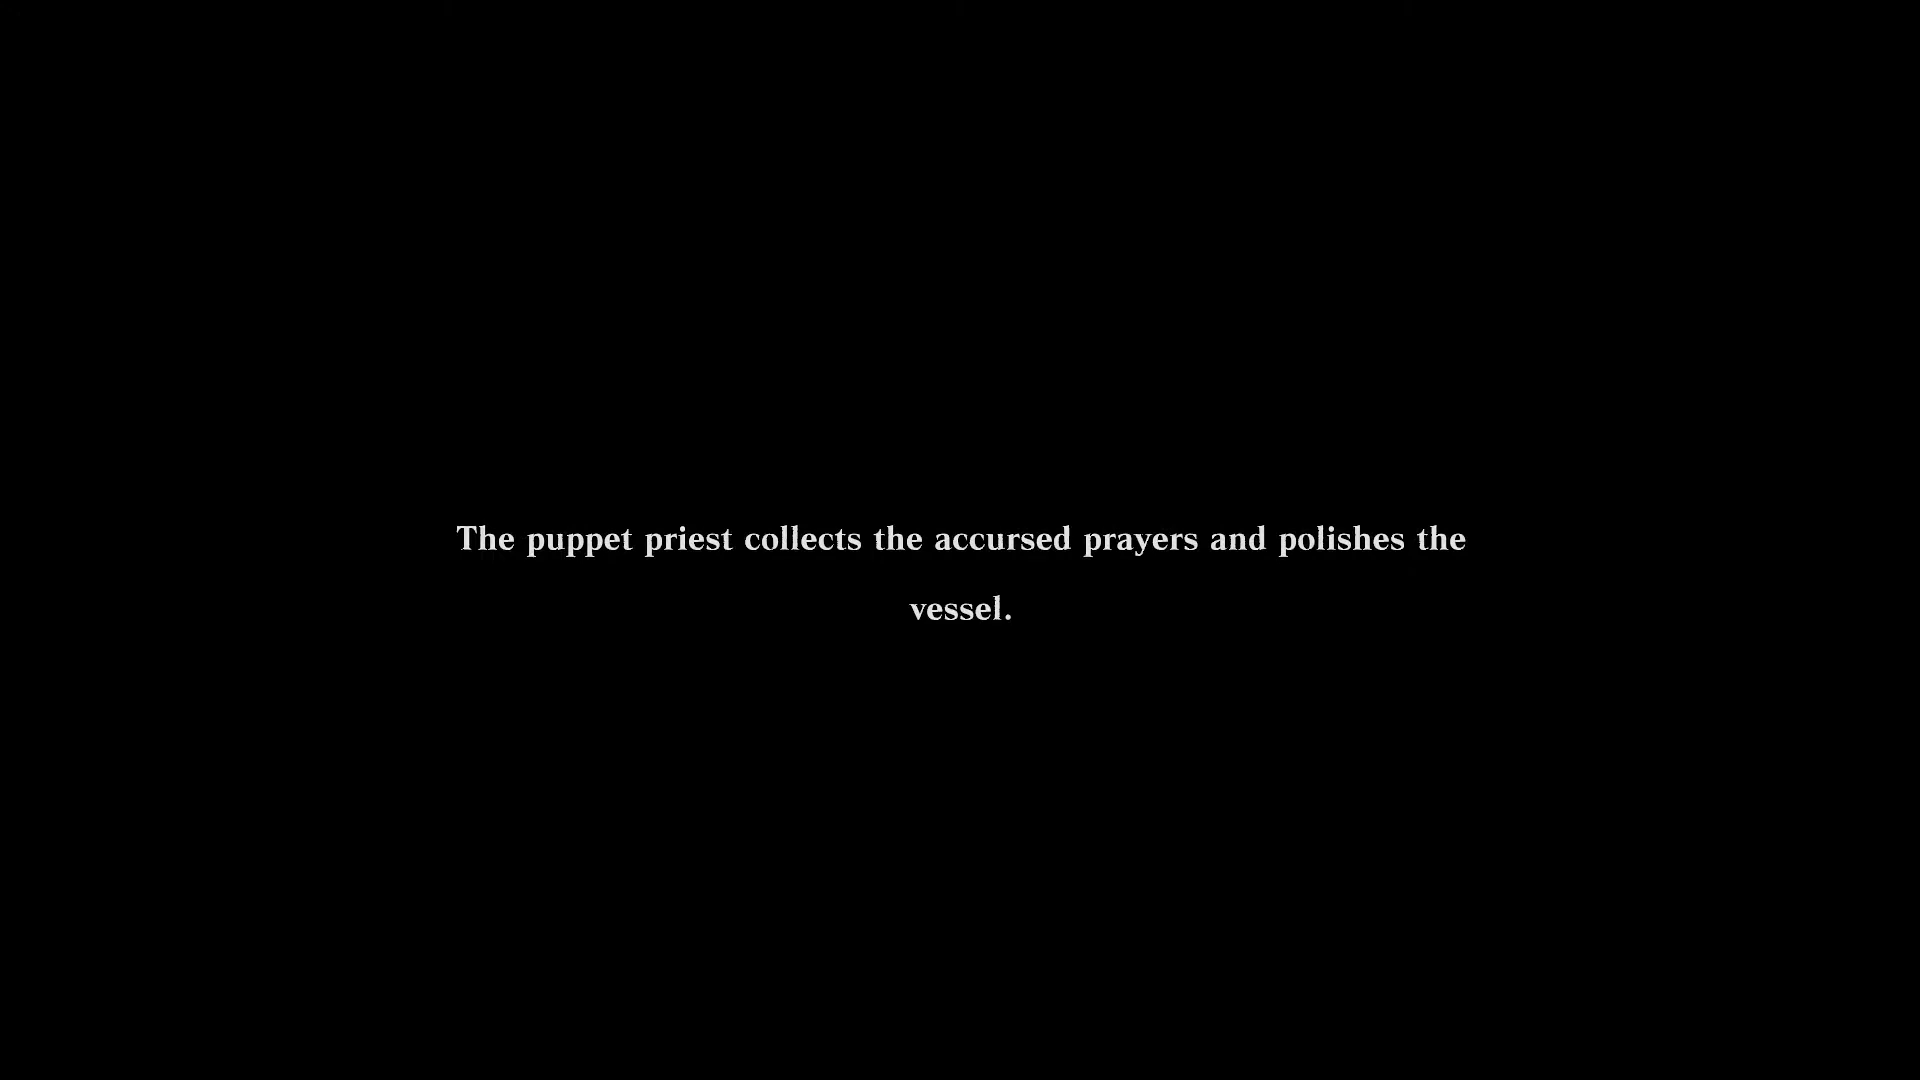 The puppet priest collects the accursed prayers and polishes the
vessel.